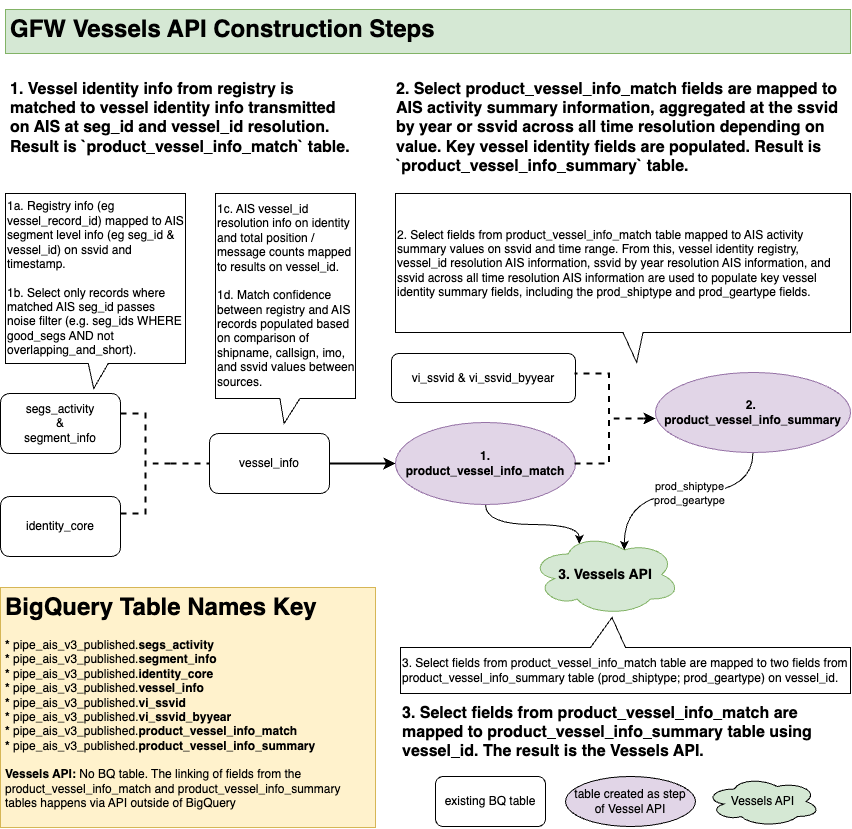 GFW Vessels API Construction Steps
1. Vessel identity info from registry is
matched to vessel identity info transmitted
on AIS at seg_id and vessel_id resolution.
Result is `product_vessel_info_match` table.
2. Select product_vessel_info_match fields are mapped to
AIS activity summary information, aggregated at the ssvid
by year or ssvid across all time resolution depending on
value. Key vessel identity fields are populated. Result is
`product_vessel_info_summary` table.
1a. Registry info (eg
vessel_record_id) mapped to AIS
segment level info (eg seg_id &
vessel_id) on ssvid and
timestamp.
1b. Select only records where
matched AIS seg_id passes
noise filter (e.g. seg_ids WHERE
good_segs AND not
overlapping_and_short).
1c. AIS vessel_id
resolution info on identity
and total position /
message counts mapped
to results on vessel_id.
1d. Match confidence
between registry and AIS
records populated based
on comparison of
shipname, callsign, imo,
and ssvid values between
sources.
2. Select fields from product_vessel_info_match table mapped to AIS activity
summary values on ssvid and time range. From this, vessel identity registry,
vessel_id resolution AIS information, ssvid by year resolution AIS information, and
ssvid across all time resolution AIS information are used to populate key vessel
identity summary fields, including the prod_shiptype and prod_geartype fields.
segs_activity
&
segment_info
identity_core
vessel_info
vi_ssvid & vi_ssvid_byyear
1.
product_vessel_info_match
2.
product_vessel_info_summary
prod_shiptype
prod_geartype
3. Vessels API
3. Select fields from product_vessel_info_match table are mapped to two fields from
product_vessel_info_summary table (prod_shiptype; prod_geartype) on vessel_id.
3. Select fields from product_vessel_info_match are
mapped to product_vessel_info_summary table using
vessel_id. The result is the Vessels API.
BigQuery Table Names Key
* pipe_ais_v3_published.segs_activity
* pipe_ais_v3_published.segment_info
* pipe_ais_v3_published.identity_core
* pipe_ais_v3_published.vessel_info
* pipe_ais_v3_published.vi_ssvid
* pipe_ais_v3_published.vi_ssvid_byyear
* pipe_ais_v3_published.product_vessel_info_match
* pipe_ais_v3_published.product_vessel_info_summary
Vessels API: No BQ table. The linking of fields from the
product_vessel_info_match and product_vessel_info_summary
tables happens via API outside of BigQuery
existing BQ table
table created as step
of Vessel API
Vessels API